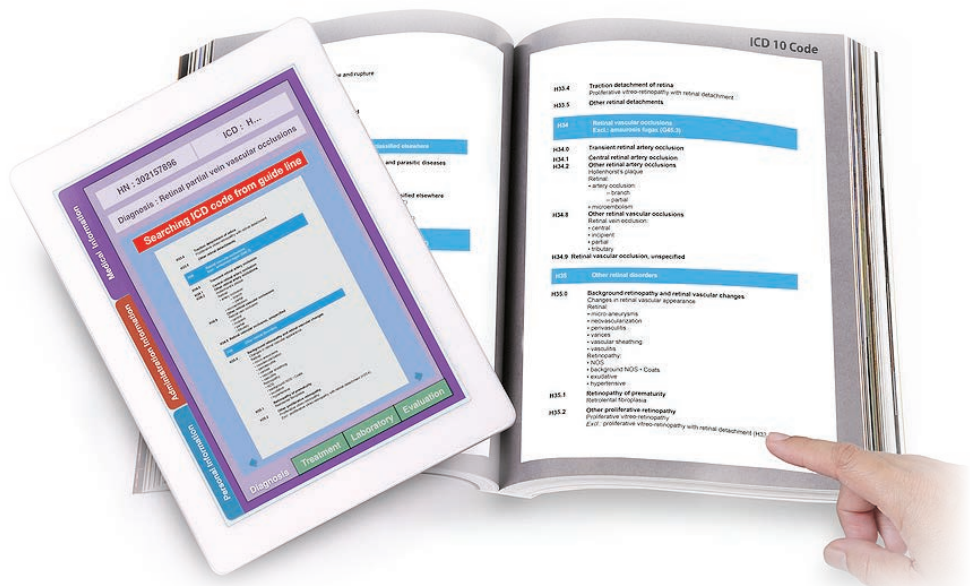 ICD 10 Code
e and rupture
classified elsewhere
and parasitic diseases
sified elsewhere
H33.4 Traction detachment of retina
Proliferative vitreo-retinopathy with retinal detachment
H33.5 Other retinal detachments
H34 Retinal vascular occlusions
Excl.: amaurosis fugax (G45.3)
H34.0 Transient retinal artery occlusion
H34.1 Central retinal artery occlusion
H34.2 Other retinal artery occlusions
Hollenhorst's plaque
Retinal:
• artery occlusion
– branch
– partial
• microembolism
H34.8 Other retinal vascular occlusions
Retinal vein occlusion
• central
• incipient
• partial
• tributary
H34.9 Retinal vascular occlusion, unspecified
H35 Other retinal disorders
H35.0 Background retinopathy and retinal vascular changes
Changes in retinal vascular appearance
Retinal:
• micro-aneurysms
• neovascularization
• perivasculitis
• varices
• vascular sheathing
• vasculitis
Retinopathy:
• NOS
• background NOS • Coats
• exudative
• hypertensive
H35.1 Retinopathy of prematurity
Retrolental fibroplasia
H35.2 Other proliferative retinopathy
Proliferative vitreo-retinopathy
Excl.: proliferative vitreo-retinopathy with retinal detachment (H33
HN : 302157896
ICD : H...
Diagnosis : Retinal partial vein vascular occlusions
Searching ICD code from guide line
Medical Information
Administration Information
Personal Information
Diagnosis
Treatment
Laboratory
Evaluation